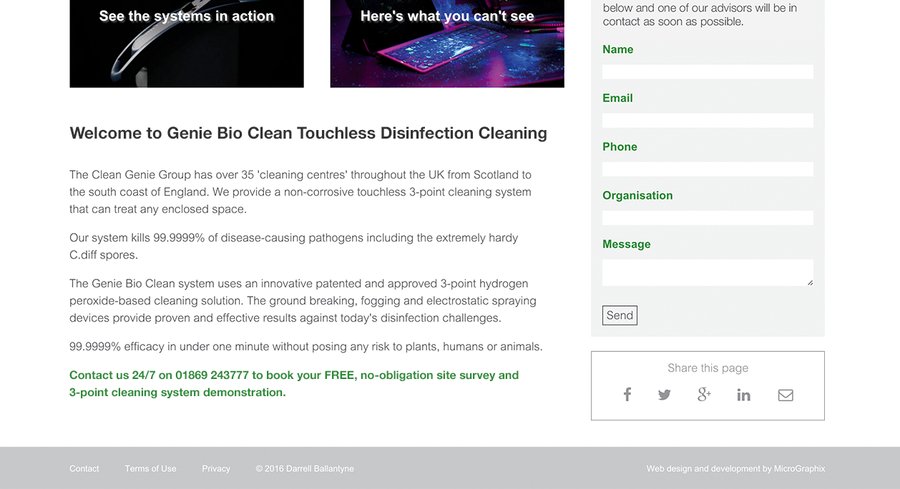 See the systems in action
Here's what you can't see
Welcome to Genie Bio Clean Touchless Disinfection Cleaning
The Clean Genie Group has over 35 'cleaning centres' throughout the UK from Scotland to
the south coast of England. We provide a non-corrosive touchless 3-point cleaning system
that can treat any enclosed space.
Our system kills 99.9999% of disease-causing pathogens including the extremely hardy
C.diff spores.
The Genie Bio Clean system uses an innovative patented and approved 3-point hydrogen
peroxide-based cleaning solution. The ground breaking, fogging and electrostatic spraying
devices provide proven and effective results against today's disinfection challenges.
99.9999% efficacy in under one minute without posing any risk to plants, humans or animals.
Contact us 24/7 on 01869 243777 to book your FREE, no-obligation site survey and
3-point cleaning system demonstration.
below and one of our advisors will be in
contact as soon as possible.
Name
Email
Phone
Organisation
Message
Send
Share this page
Contact
Terms of Use
Privacy
© 2016 Darrell Ballantyne
Web design and development by MicroGraphix